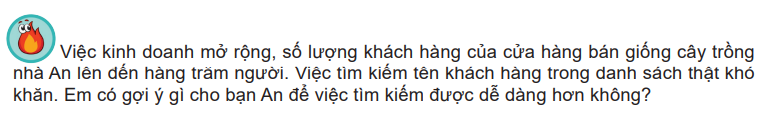 Việc kinh doanh mở rộng, số lượng khách hàng của cửa hàng bán giống cây trồng
nhà An lên đến hàng trăm người. Việc tìm kiếm tên khách hàng trong danh sách thật khó
khăn. Em có gợi ý gì cho bạn An để việc tìm kiếm được dễ dàng hơn không?